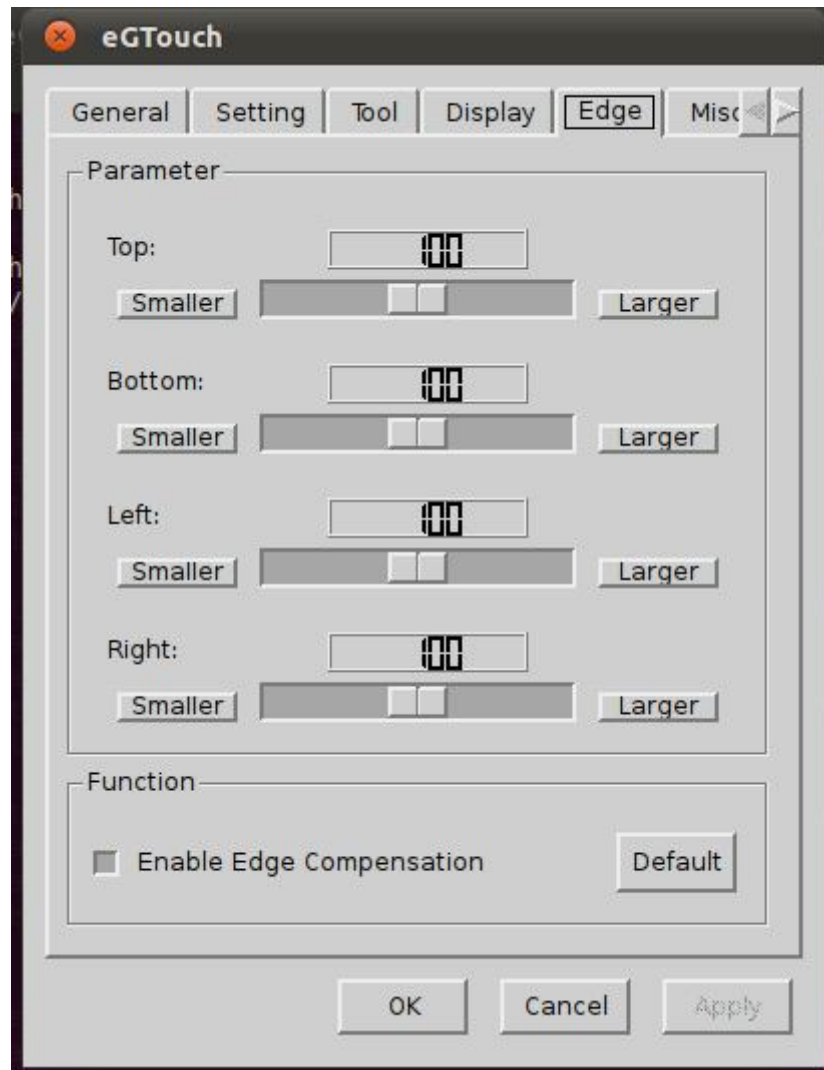 eGTouch
General Setting Tool Display Edge Misc
Parameter
Top: 100
Smaller Larger
Bottom: 100
Smaller Larger
Left: 100
Smaller Larger
Right: 100
Smaller Larger
Function
Enable Edge Compensation Default
OK Cancel Apply